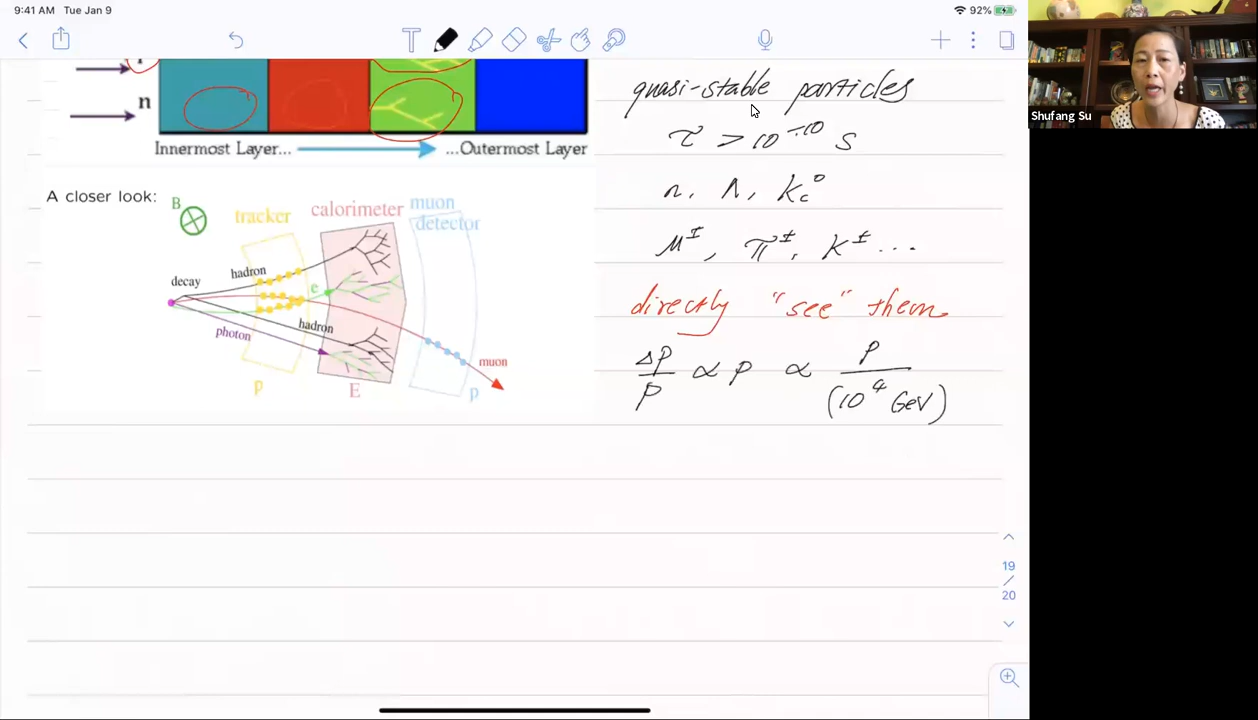 9:41 AM Tue Jan 9
92%
n
Innermost Layer...
...Outermost Layer
A closer look:
B
tracker
calorimeter
muon
detector
decay
hadron
e
photon
hadron
muon
p
E
p
quasi-stable particles
τ > 10⁻¹⁰ s
n, Λ,
μ±, π±, K± ...
directly "see" them
Δp/p ∝ p ∝ p/(10⁴ GeV)
19
/
20
Shufang Su